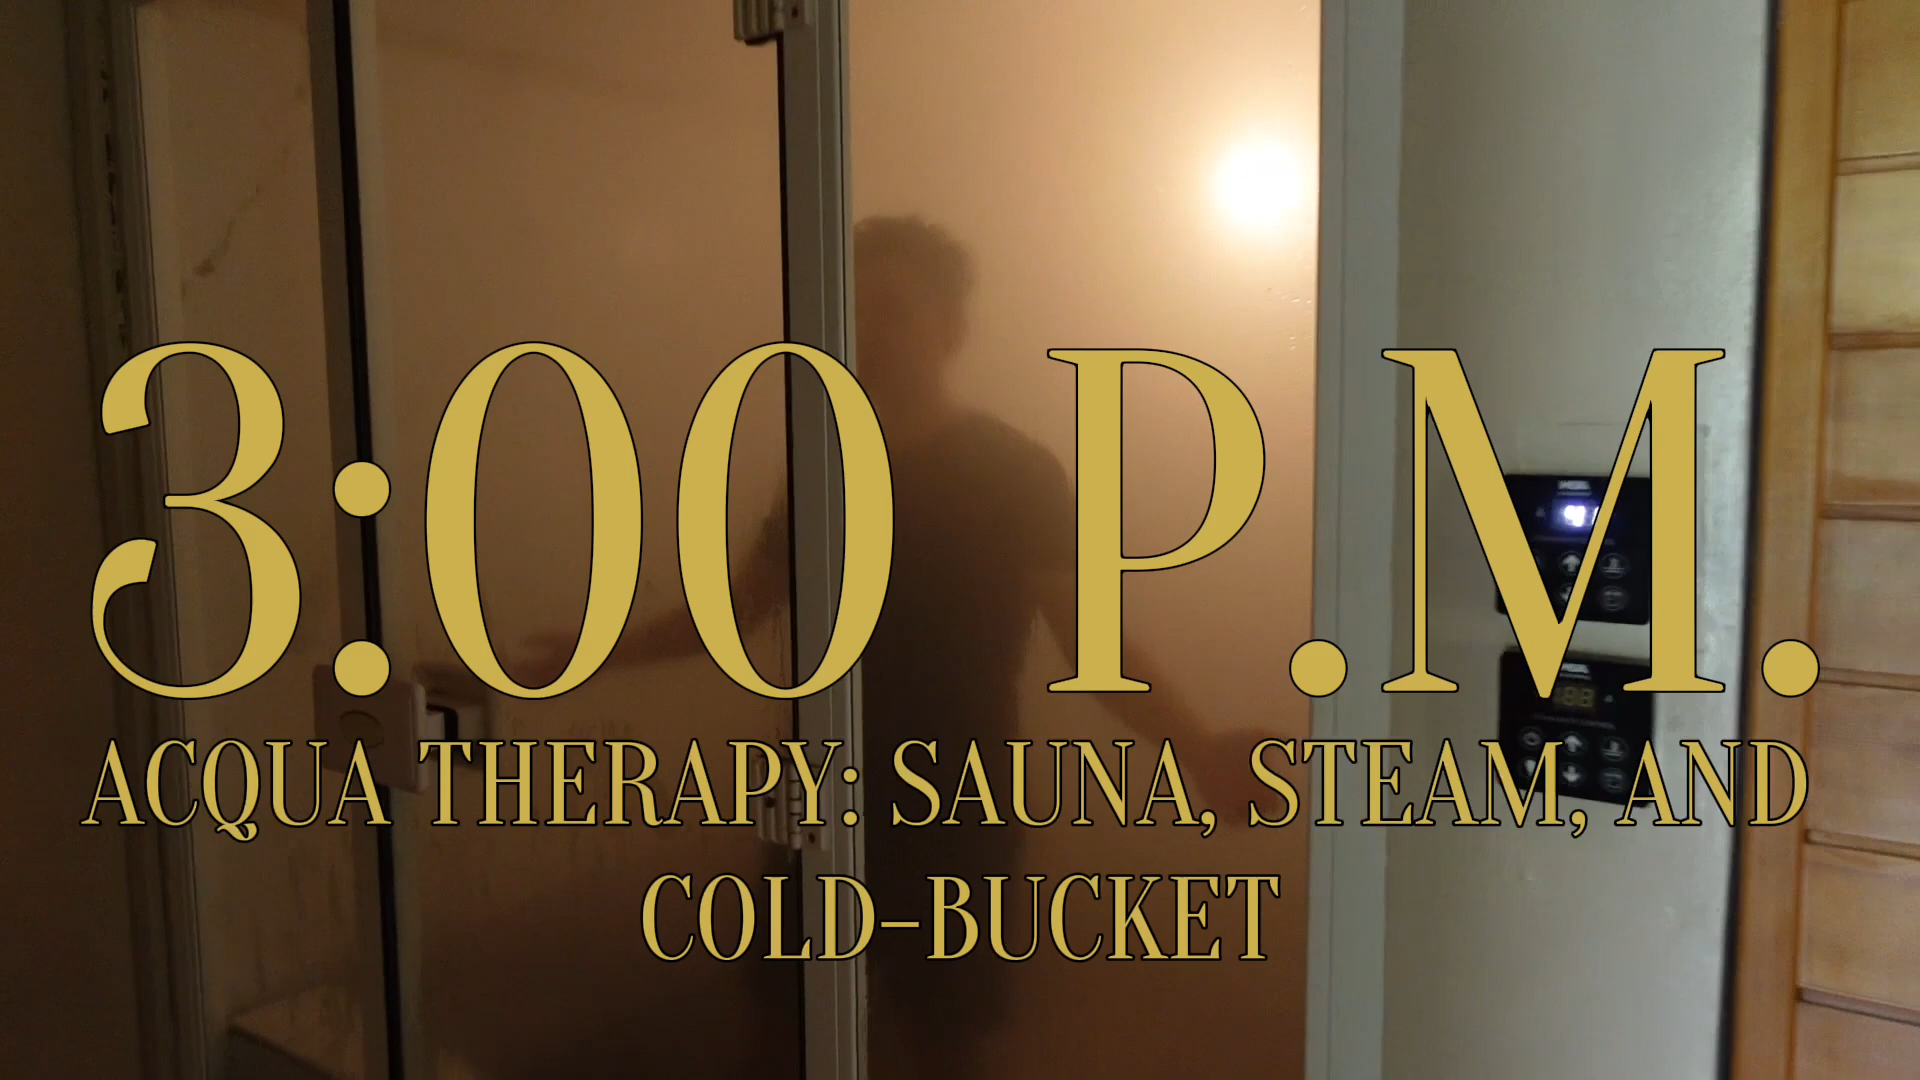 3:00 P.M.
ACQUA THERAPY: SAUNA, STEAM, AND
COLD-BUCKET